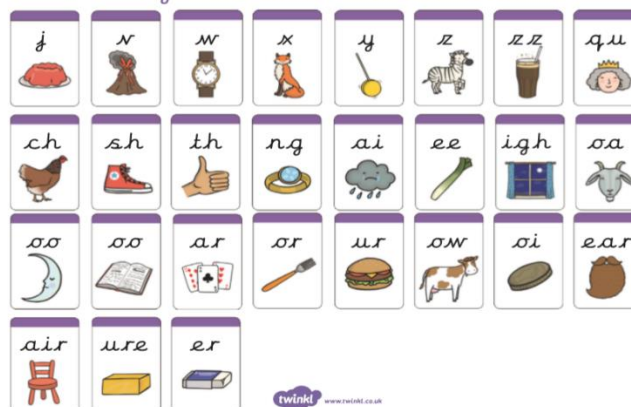 j v w x y z zz qu
ch sh th ng ai ee igh oa
oo oo ar or ur ow oi ear
air ure er
twinkl www.twinkl.co.uk